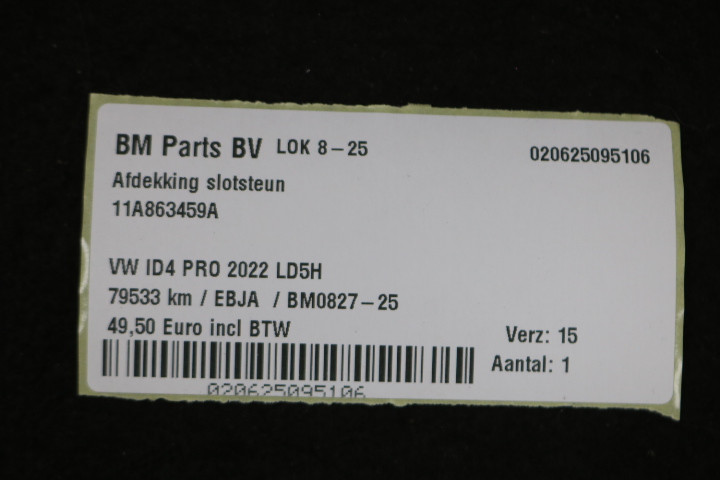 BM Parts BV LOK 8-25 020625095106
Afdekking slotsteun
11A863459A
VW ID4 PRO 2022 LD5H
79533 km / EBJA / BM0827-25
49,50 Euro incl BTW Verz: 15
Aantal: 1
020625095106